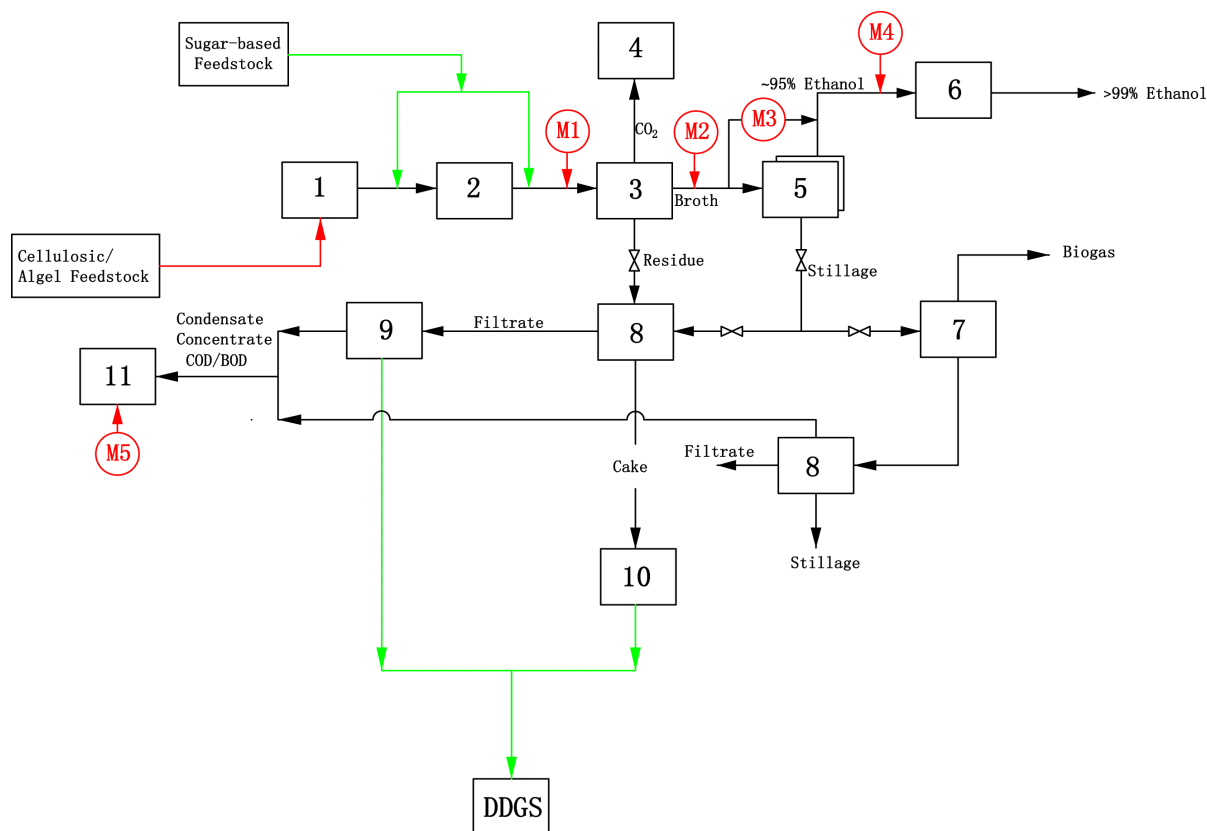 Sugar-based
Feedstock
4
M4
~95% Ethanol
6
>99% Ethanol
M3
CO2
M1
M2
1
2
3
Broth
5
Cellulosic/
Algel Feedstock
Residue
Stillage
Biogas
Condensate
Concentrate
COD/BOD
9
Filtrate
8
7
11
M5
Cake
Filtrate
8
Stillage
10
DDGS